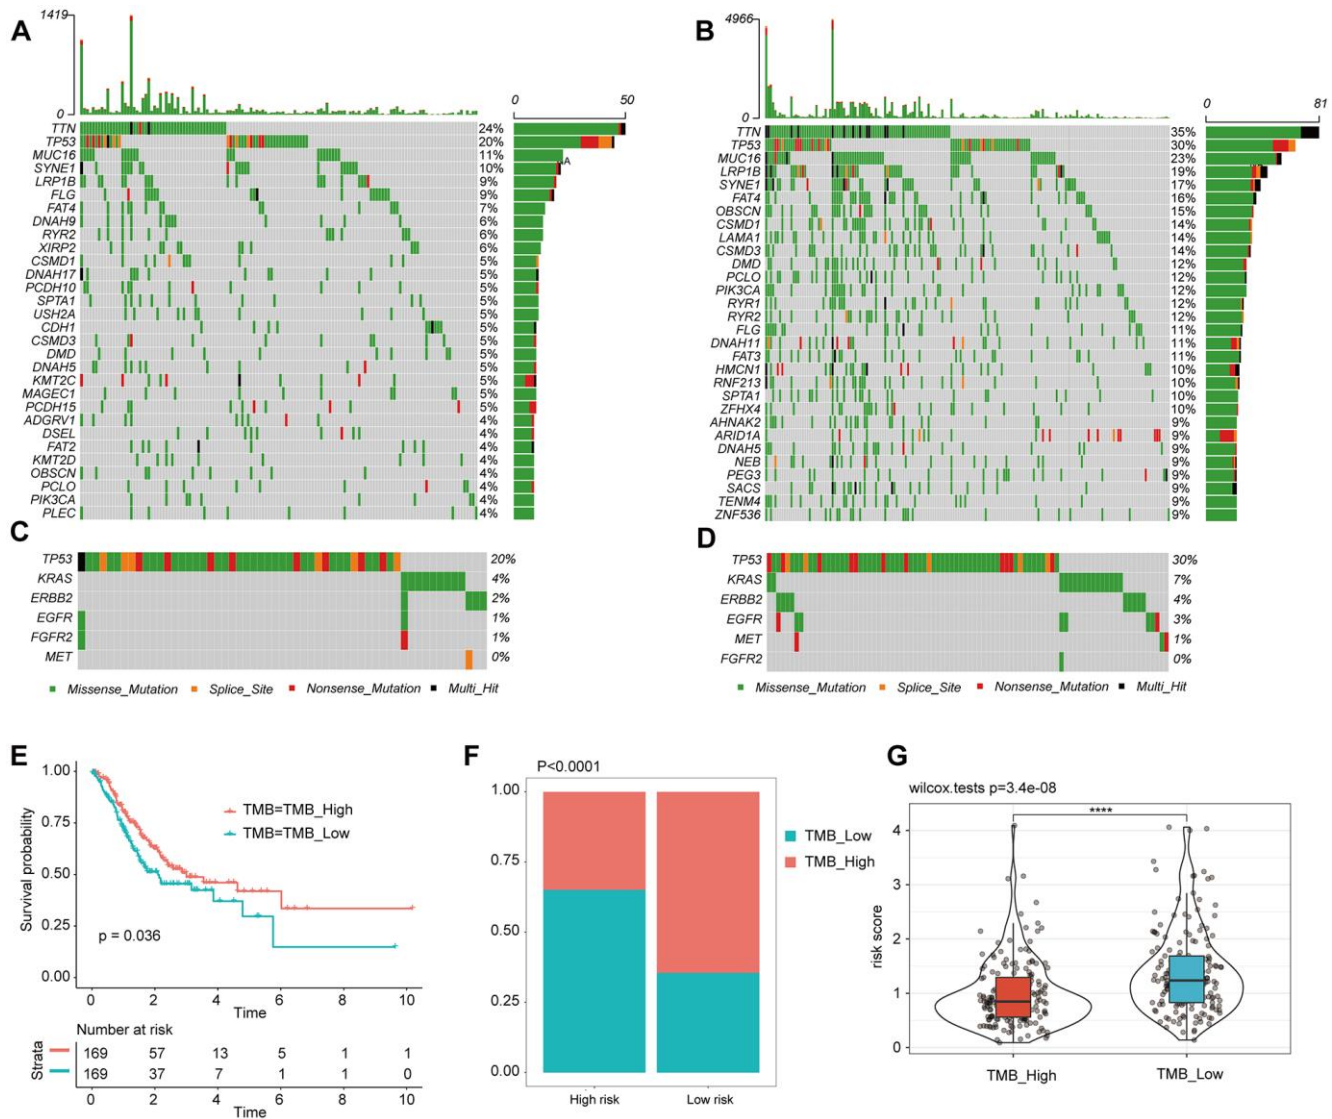 A
1419
0
0 50
TTN 24%
TP53 20%
MUC16 11%
SYNE1 10%
LRP1B 9%
FLG 9%
FAT4 7%
DNAH9 6%
RYR2 6%
XIRP2 6%
CSMD1 5%
DNAH17 5%
PCDH10 5%
SPTA1 5%
USH2A 5%
CDH1 5%
CSMD3 5%
DMD 5%
DNAH5 5%
KMT2C 5%
MAGEC1 5%
PCDH15 5%
ADGRV1 4%
DSEL 4%
FAT2 4%
KMT2D 4%
OBSCN 4%
PCLO 4%
PIK3CA 4%
PLEC 4%
B
4966
0
0 81
TTN 35%
TP53 30%
MUC16 23%
LRP1B 19%
SYNE1 17%
FAT4 16%
OBSCN 15%
CSMD1 14%
LAMA1 14%
CSMD3 14%
DMD 12%
PCLO 12%
PIK3CA 12%
RYR1 12%
RYR2 12%
FLG 11%
DNAH11 11%
FAT3 11%
HMCN1 10%
RNF213 10%
SPTA1 10%
ZFHX4 10%
AHNAK2 9%
ARID1A 9%
DNAH5 9%
NEB 9%
PEG3 9%
SACS 9%
TENM4 9%
ZNF536 9%
C
TP53 20%
KRAS 4%
ERBB2 2%
EGFR 1%
FGFR2 1%
MET 0%
Missense_Mutation Splice_Site Nonsense_Mutation Multi_Hit
D
TP53 30%
KRAS 7%
ERBB2 4%
EGFR 3%
MET 1%
FGFR2 0%
Missense_Mutation Splice_Site Nonsense_Mutation Multi_Hit
E
Survival probability
1.00
0.75
0.50
0.25
0.00
TMB=TMB_High
TMB=TMB_Low
p = 0.036
0 2 4 6 8 10
Time
Number at risk
Strata
169 57 13 5 1 1
169 37 7 1 1 0
0 2 4 6 8 10
Time
F
P<0.0001
1.00
0.75
0.50
0.25
0.00
High risk Low risk
TMB_Low
TMB_High
G
wilcox.tests p=3.4e-08
****
risk score
4
3
2
1
0
TMB_High TMB_Low